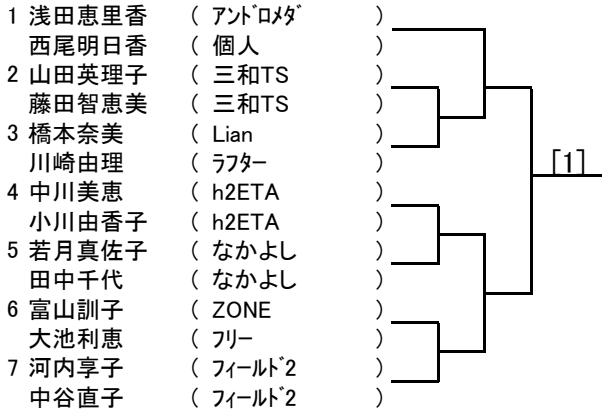 1 浅田恵里香 ( ｱﾝﾄﾞﾛﾒﾀﾞ )
西尾明日香 ( 個人 )
2 山田英理子 ( 三和TS )
藤田智恵美 ( 三和TS )
3 橋本奈美 ( Lian )
川崎由理 ( ﾗﾌﾀｰ )
[1]
4 中川美恵 ( h2ETA )
小川由香子 ( h2ETA )
5 若月真佐子 ( なかよし )
田中千代 ( なかよし )
6 富山訓子 ( ZONE )
大池利恵 ( ﾌﾘｰ )
7 河内享子 ( ﾌｨｰﾙﾄﾞ2 )
中谷直子 ( ﾌｨｰﾙﾄﾞ2 )